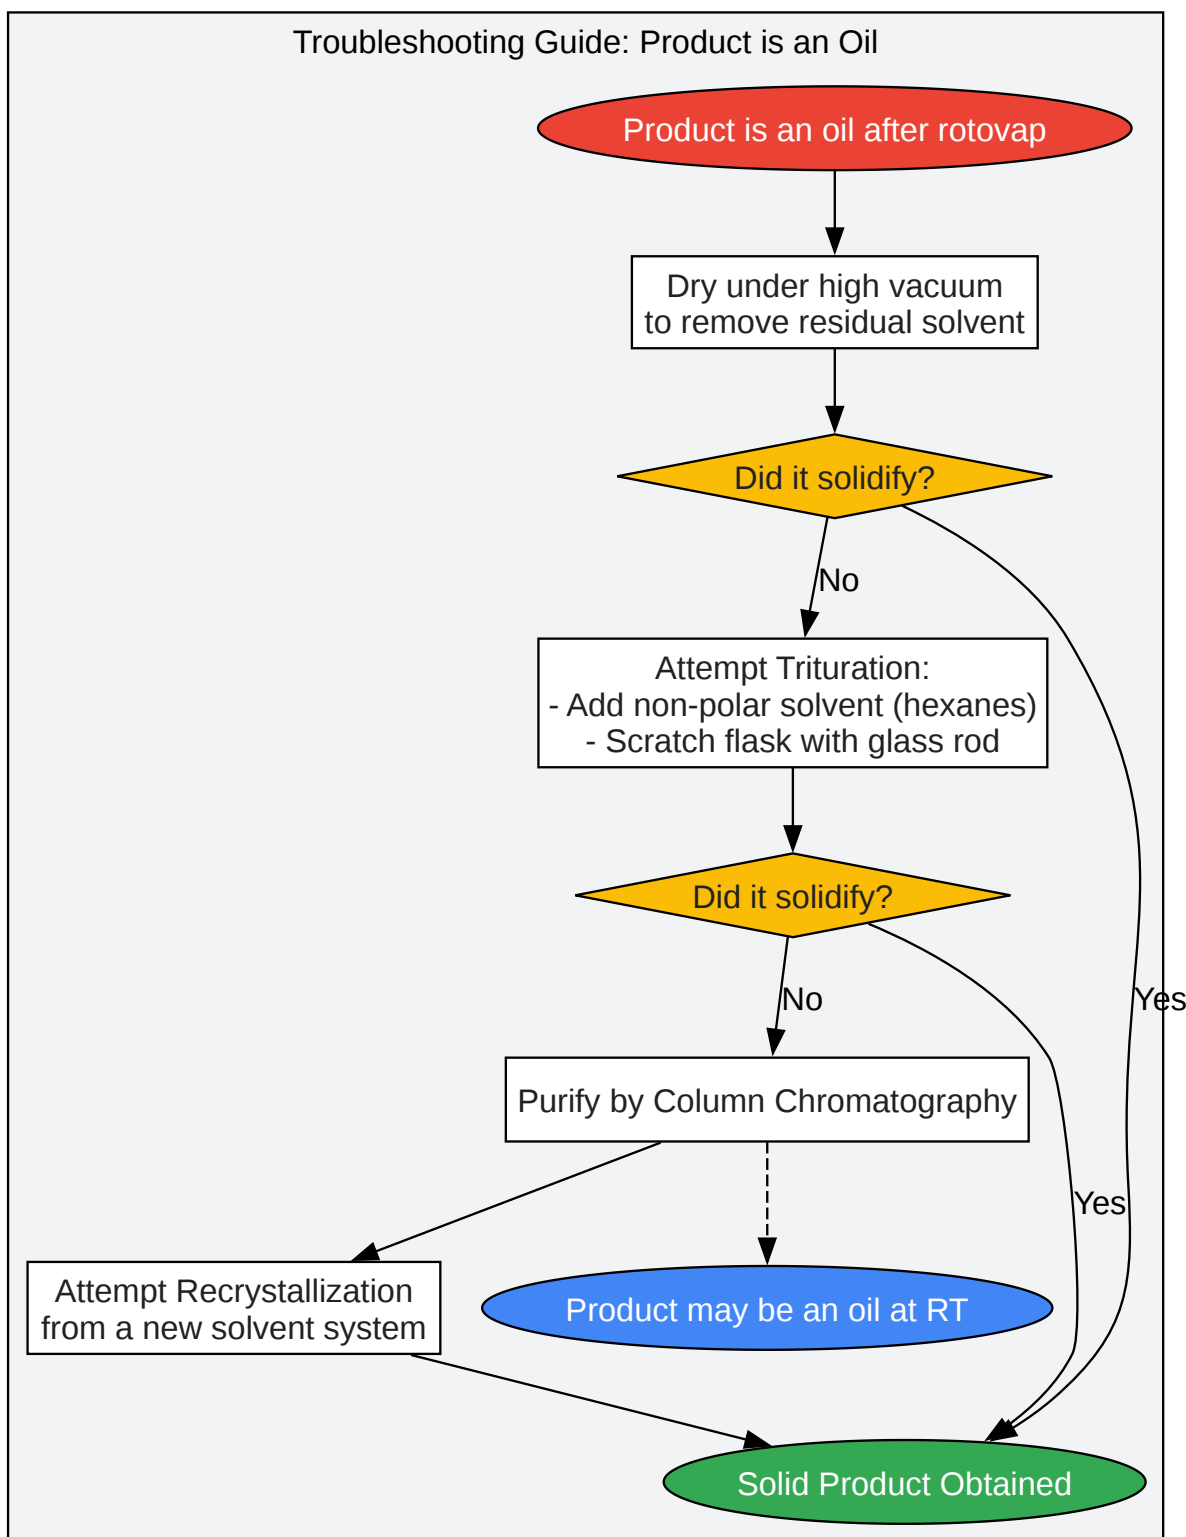 Troubleshooting Guide: Product is an Oil
Product is an oil after rotovap
Dry under high vacuum
to remove residual solvent
Did it solidify?
No
Attempt Trituration:
- Add non-polar solvent (hexanes)
- Scratch flask with glass rod
Did it solidify?
No
Yes
Purify by Column Chromatography
Yes
Attempt Recrystallization
from a new solvent system
Product may be an oil at RT
Solid Product Obtained